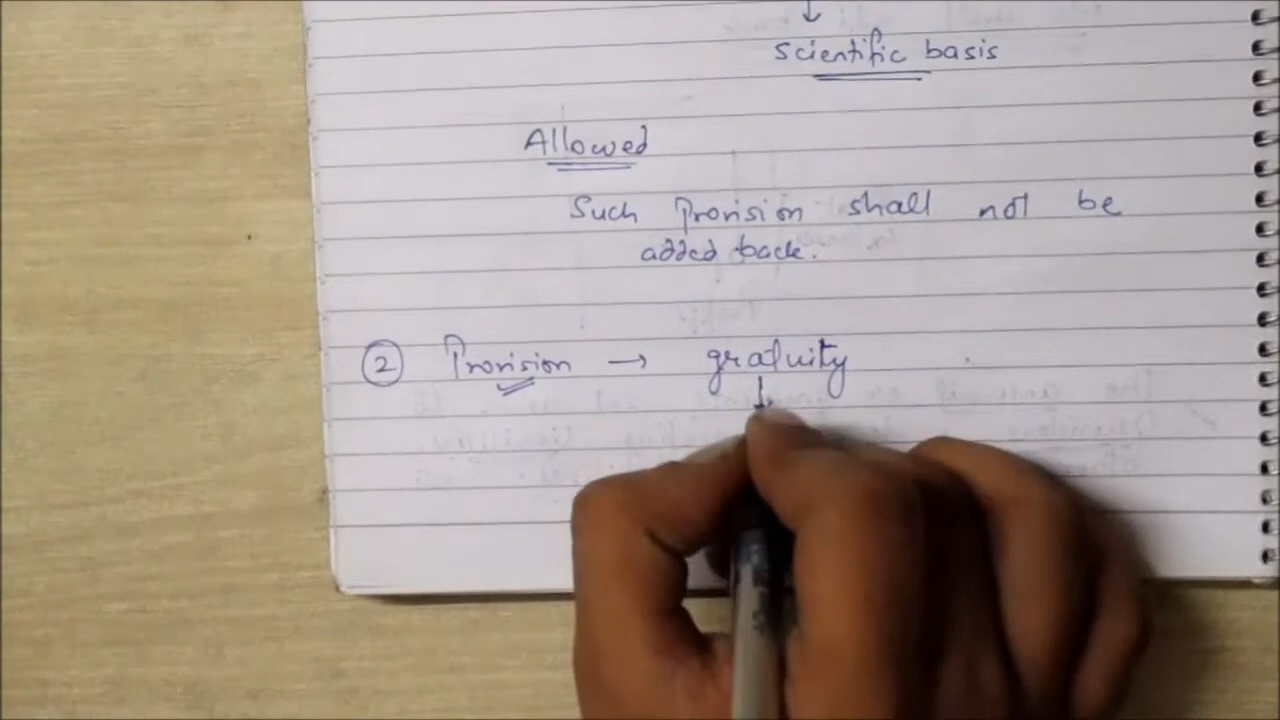 ↓
Scientific basis
Allowed
Such Provision shall not be
added back.
② Provision → gratuity
↓